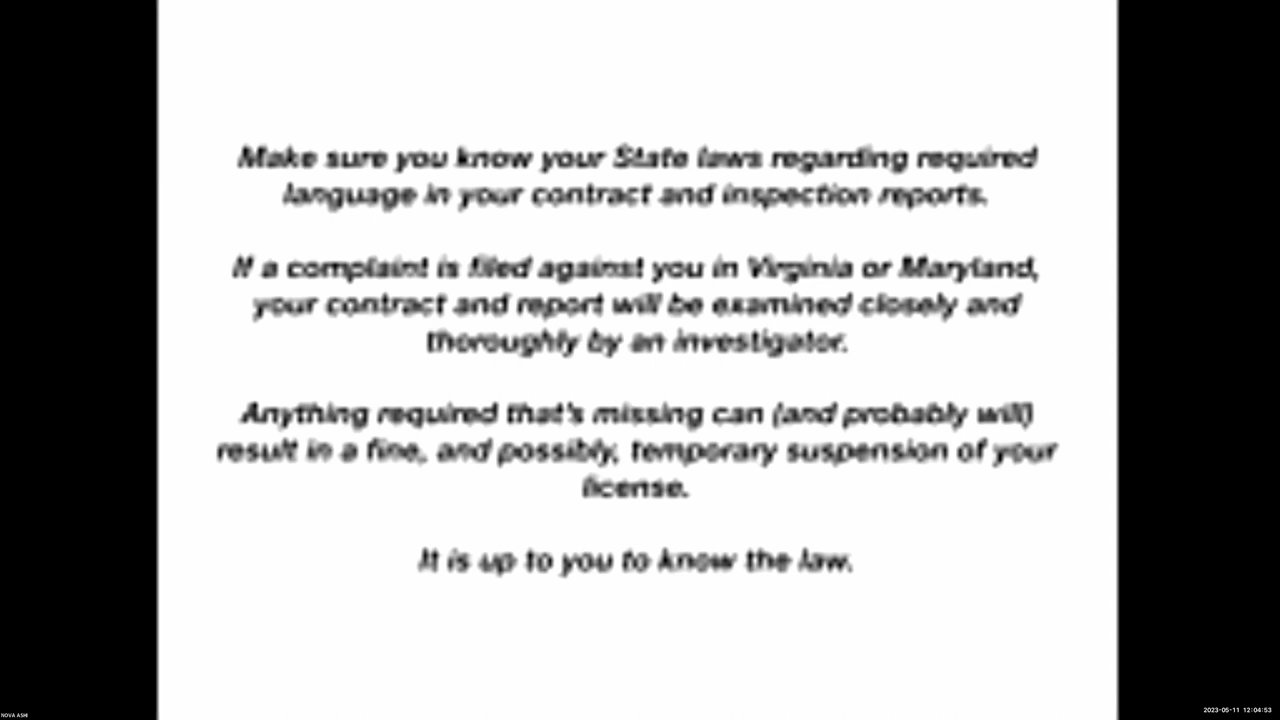 Make sure you know your State laws regarding required
language in your contract and inspection reports.
If a complaint is filed against you in Virginia or Maryland,
your contract and report will be examined closely and
thoroughly by an investigator.
Anything required that's missing can (and probably will)
result in a fine, and possibly, temporary suspension of your
license.
It is up to you to know the law.
NOVA ASHI
2023-05-11 12:04:53